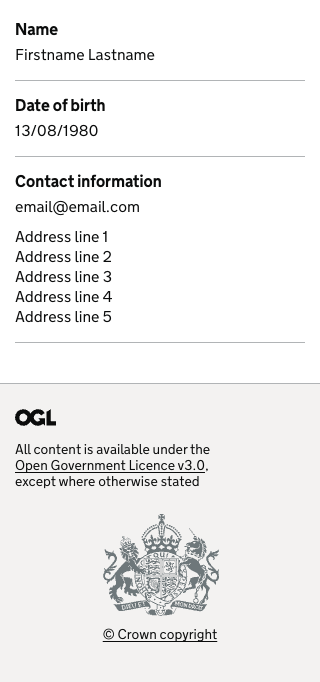 Name
Firstname Lastname
Date of birth
13/08/1980
Contact information
email@email.com
Address line 1
Address line 2
Address line 3
Address line 4
Address line 5
OGL
All content is available under the
Open Government Licence v3.0,
except where otherwise stated
DIEU ET MON DROIT
© Crown copyright